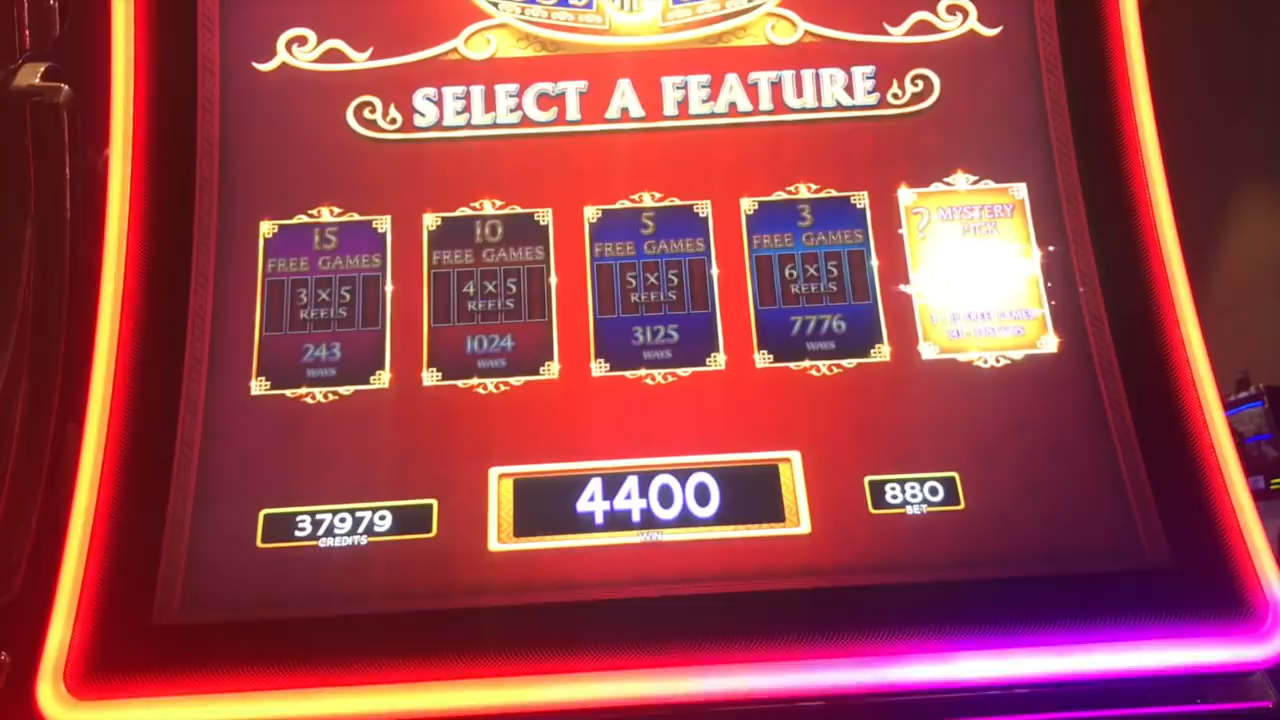 SELECT A FEATURE
15
FREE GAMES
3 X 5
REELS
243
WAYS
10
FREE GAMES
4 X 5
REELS
1024
WAYS
5
FREE GAMES
5 X 5
REELS
3125
WAYS
3
FREE GAMES
6 X 5
REELS
7776
WAYS
? MYSTERY
PICK
37979
CREDITS
4400
WIN
880
BET